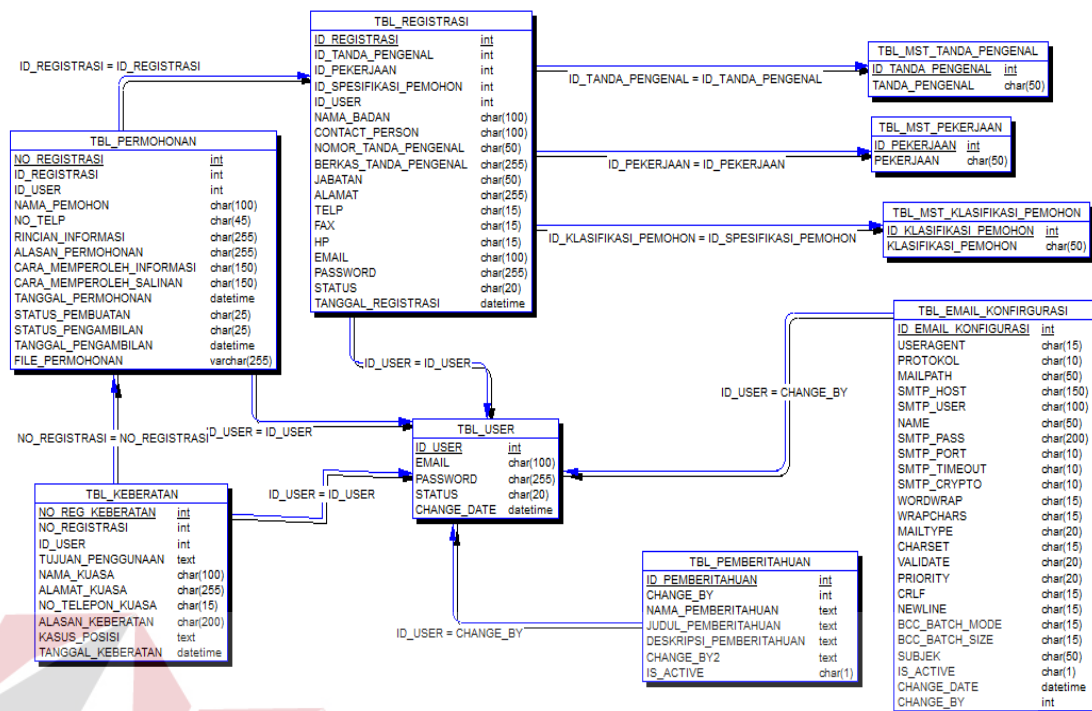 TBL_REGISTRASI
ID_REGISTRASI int
ID_TANDA_PENGENAL int
ID_PEKERJAAN int
ID_SPESIFIKASI_PEMOHON int
ID_USER int
NAMA_BADAN char(100)
CONTACT_PERSON char(100)
NOMOR_TANDA_PENGENAL char(50)
BERKAS_TANDA_PENGENAL char(255)
JABATAN char(50)
ALAMAT char(255)
TELP char(15)
FAX char(15)
HP char(15)
EMAIL char(100)
PASSWORD char(255)
STATUS char(20)
TANGGAL_REGISTRASI datetime
ID_REGISTRASI = ID_REGISTRASI
ID_TANDA_PENGENAL = ID_TANDA_PENGENAL
TBL_MST_TANDA_PENGENAL
ID_TANDA_PENGENAL int
TANDA_PENGENAL char(50)
ID_PEKERJAAN = ID_PEKERJAAN
TBL_MST_PEKERJAAN
ID_PEKERJAAN int
PEKERJAAN char(50)
ID_KLASIFIKASI_PEMOHON = ID_SPESIFIKASI_PEMOHON
TBL_MST_KLASIFIKASI_PEMOHON
ID_KLASIFIKASI_PEMOHON int
KLASIFIKASI_PEMOHON char(50)
TBL_PERMOHONAN
NO_REGISTRASI int
ID_REGISTRASI int
ID_USER int
NAMA_PEMOHON char(100)
NO_TELP char(45)
RINCIAN_INFORMASI char(255)
ALASAN_PERMOHONAN char(255)
CARA_MEMPEROLEH_INFORMASI char(150)
CARA_MEMPEROLEH_SALINAN char(150)
TANGGAL_PERMOHONAN datetime
STATUS_PEMBUATAN char(25)
STATUS_PENGAMBILAN char(25)
TANGGAL_PENGAMBILAN datetime
FILE_PERMOHONAN varchar(255)
ID_USER = ID_USER
NO_REGISTRASI = NO_REGISTRASI
ID_USER = ID_USER
ID_USER = ID_USER
ID_USER = CHANGE_BY
TBL_USER
ID_USER int
EMAIL char(100)
PASSWORD char(255)
STATUS char(20)
CHANGE_DATE datetime
TBL_KEBERATAN
NO_REG_KEBERATAN int
NO_REGISTRASI int
ID_USER int
TUJUAN_PENGGUNAAN text
NAMA_KUASA char(100)
ALAMAT_KUASA char(255)
NO_TELEPON_KUASA char(15)
ALASAN_KEBERATAN char(200)
KASUS_POSISI text
TANGGAL_KEBERATAN datetime
ID_USER = CHANGE_BY
TBL_PEMBERITAHUAN
ID_PEMBERITAHUAN int
CHANGE_BY int
NAMA_PEMBERITAHUAN text
JUDUL_PEMBERITAHUAN text
DESKRIPSI_PEMBERITAHUAN text
CHANGE_BY2 text
IS_ACTIVE char(1)
TBL_EMAIL_KONFIRGURASI
ID_EMAIL_KONFIGURASI int
USERAGENT char(15)
PROTOKOL char(10)
MAILPATH char(50)
SMTP_HOST char(150)
SMTP_USER char(100)
NAME char(50)
SMTP_PASS char(200)
SMTP_PORT char(10)
SMTP_TIMEOUT char(10)
SMTP_CRYPTO char(10)
WORDWRAP char(15)
WRAPCHARS char(15)
MAILTYPE char(20)
CHARSET char(15)
VALIDATE char(20)
PRIORITY char(20)
CRLF char(15)
NEWLINE char(15)
BCC_BATCH_MODE char(15)
BCC_BATCH_SIZE char(15)
SUBJEK char(50)
IS_ACTIVE char(1)
CHANGE_DATE datetime
CHANGE_BY int